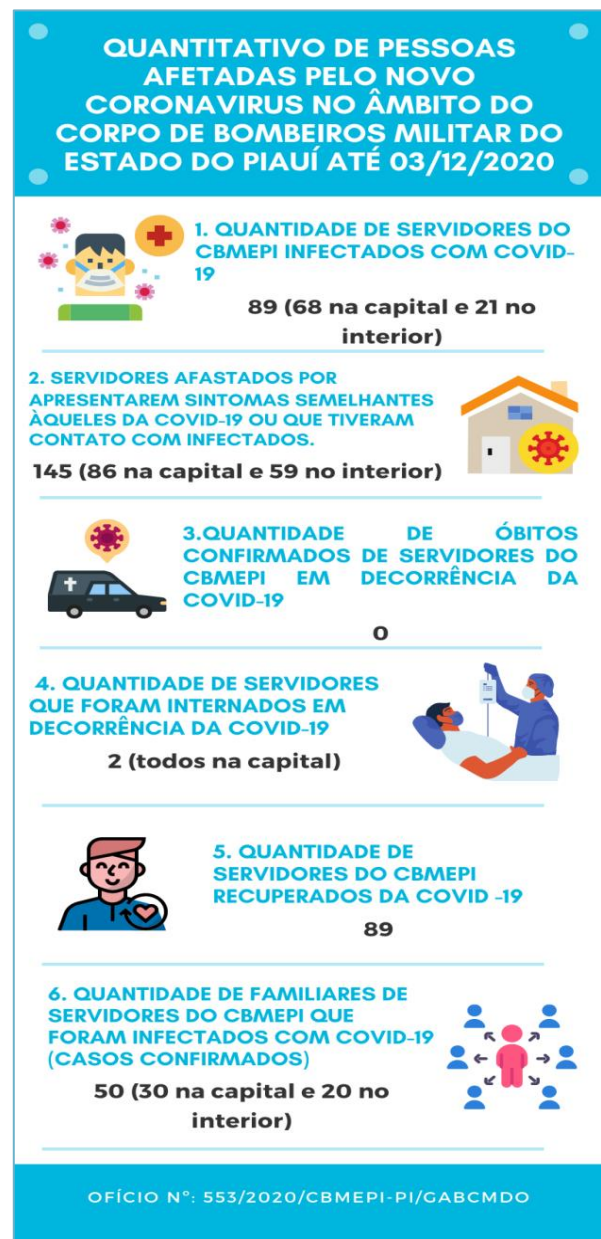 QUANTITATIVO DE PESSOAS
AFETADAS PELO NOVO
CORONAVIRUS NO ÂMBITO DO
CORPO DE BOMBEIROS MILITAR DO
ESTADO DO PIAUÍ ATÉ 03/12/2020
1. QUANTIDADE DE SERVIDORES DO
CBMEPI INFECTADOS COM COVID-
19
89 (68 na capital e 21 no
interior)
2. SERVIDORES AFASTADOS POR
APRESENTAREM SINTOMAS SEMELHANTES
ÀQUELES DA COVID-19 OU QUE TIVERAM
CONTATO COM INFECTADOS.
145 (86 na capital e 59 no interior)
3.QUANTIDADE DE ÓBITOS
CONFIRMADOS DE SERVIDORES DO
CBMEPI EM DECORRÊNCIA DA
COVID-19
0
4. QUANTIDADE DE SERVIDORES
QUE FORAM INTERNADOS EM
DECORRÊNCIA DA COVID-19
2 (todos na capital)
5. QUANTIDADE DE
SERVIDORES DO CBMEPI
RECUPERADOS DA COVID -19
89
6. QUANTIDADE DE FAMILIARES DE
SERVIDORES DO CBMEPI QUE
FORAM INFECTADOS COM COVID-19
(CASOS CONFIRMADOS)
50 (30 na capital e 20 no
interior)
OFÍCIO Nº: 553/2020/CBMEPI-PI/GABCMDO